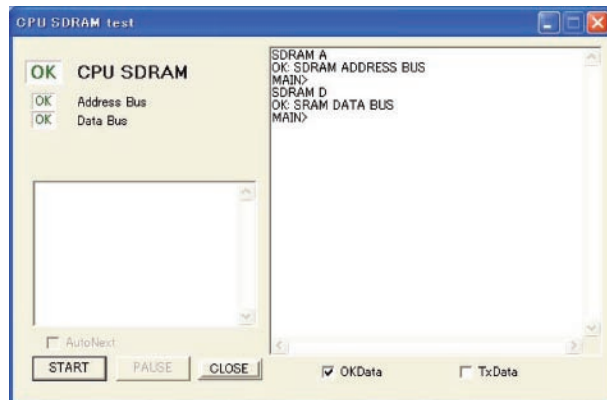 CPU SDRAM test
OK CPU SDRAM
OK Address Bus
OK Data Bus
SDRAM A
OK: SDRAM ADDRESS BUS
MAIN>
SDRAM D
OK: SRAM DATA BUS
MAIN>
AutoNext
START PAUSE CLOSE
OKData TxData